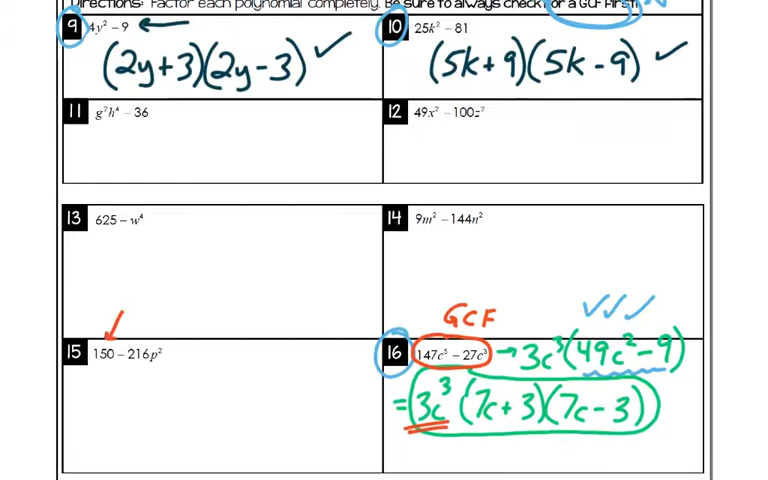 Directions: Factor each polynomial completely. Be sure to always check for a GCF first!
9 4y² – 9
(2y+3)(2y-3)
10 25k² – 81
(5k+9)(5k-9)
11 g²h⁴ – 36
12 49x² – 100z²
13 625 – w⁴
14 9m² – 144n²
15 150 – 216p²
GCF
16 147c⁵ – 27c³ → 3c³(49c²-9)
= 3c³ (7c+3)(7c-3)